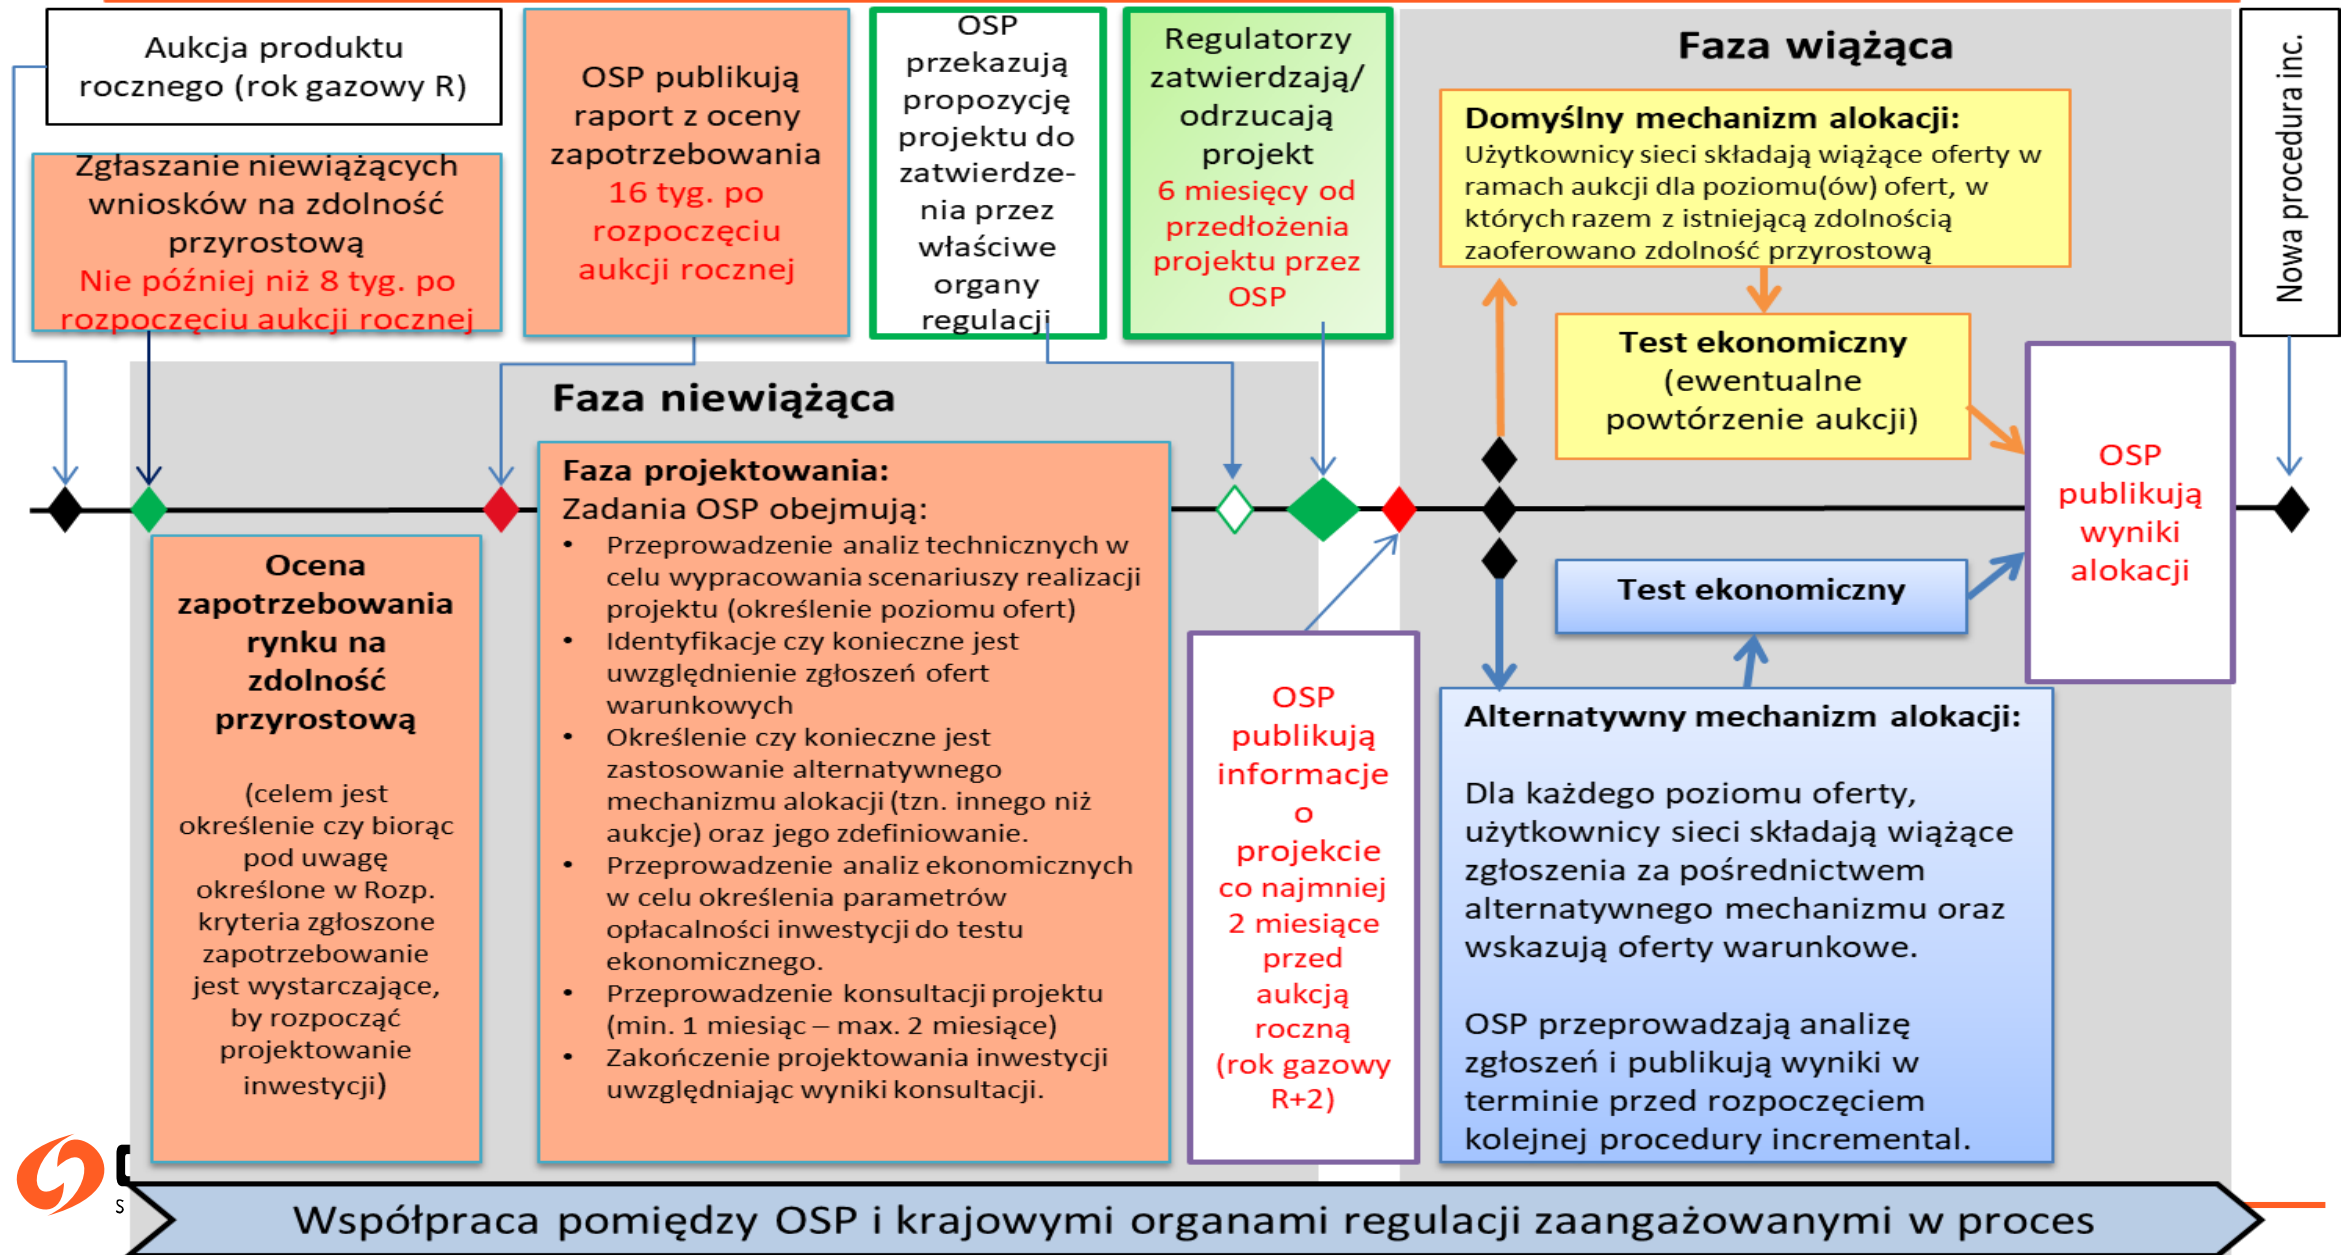 Aukcja produktu
rocznego (rok gazowy R)
Zgłaszanie niewiążących
wniosków na zdolność
przyrostową
Nie później niż 8 tyg. po
rozpoczęciu aukcji rocznej
OSP publikują
raport z oceny
zapotrzebowania
16 tyg. po
rozpoczęciu
aukcji rocznej
OSP
przekazują
propozycję
projektu do
zatwierdze-
nia przez
właściwe
organy
regulacji
Regulatorzy
zatwierdzają/
odrzucają
projekt
6 miesięcy od
przedłożenia
projektu przez
OSP
Faza wiążąca
Domyślny mechanizm alokacji:
Użytkownicy sieci składają wiążące oferty w
ramach aukcji dla poziomu(ów) ofert, w
których razem z istniejącą zdolnością
zaoferowano zdolność przyrostową
Test ekonomiczny
(ewentualne
powtórzenie aukcji)
Nowa procedura inc.
Faza niewiążąca
Ocena
zapotrzebowania
rynku na
zdolność
przyrostową
(celem jest
określenie czy biorąc
pod uwagę
określone w Rozp.
kryteria zgłoszone
zapotrzebowanie
jest wystarczające,
by rozpocząć
projektowanie
inwestycji)
Faza projektowania:
Zadania OSP obejmują:
• Przeprowadzenie analiz technicznych w
celu wypracowania scenariuszy realizacji
projektu (określenie poziomu ofert)
• Identyfikacje czy konieczne jest
uwzględnienie zgłoszeń ofert
warunkowych
• Określenie czy konieczne jest
zastosowanie alternatywnego
mechanizmu alokacji (tzn. innego niż
aukcje) oraz jego zdefiniowanie.
• Przeprowadzenie analiz ekonomicznych
w celu określenia parametrów
opłacalności inwestycji do testu
ekonomicznego.
• Przeprowadzenie konsultacji projektu
(min. 1 miesiąc – max. 2 miesiące)
• Zakończenie projektowania inwestycji
uwzględniając wyniki konsultacji.
OSP
publikują
informacje
o
projekcie
co najmniej
2 miesiące
przed
aukcją
roczną
(rok gazowy
R+2)
Test ekonomiczny
OSP
publikują
wyniki
alokacji
Alternatywny mechanizm alokacji:
Dla każdego poziomu oferty,
użytkownicy sieci składają wiążące
zgłoszenia za pośrednictwem
alternatywnego mechanizmu oraz
wskazują oferty warunkowe.
OSP przeprowadzają analizę
zgłoszeń i publikują wyniki w
terminie przed rozpoczęciem
kolejnej procedury incremental.
Współpraca pomiędzy OSP i krajowymi organami regulacji zaangażowanymi w proces